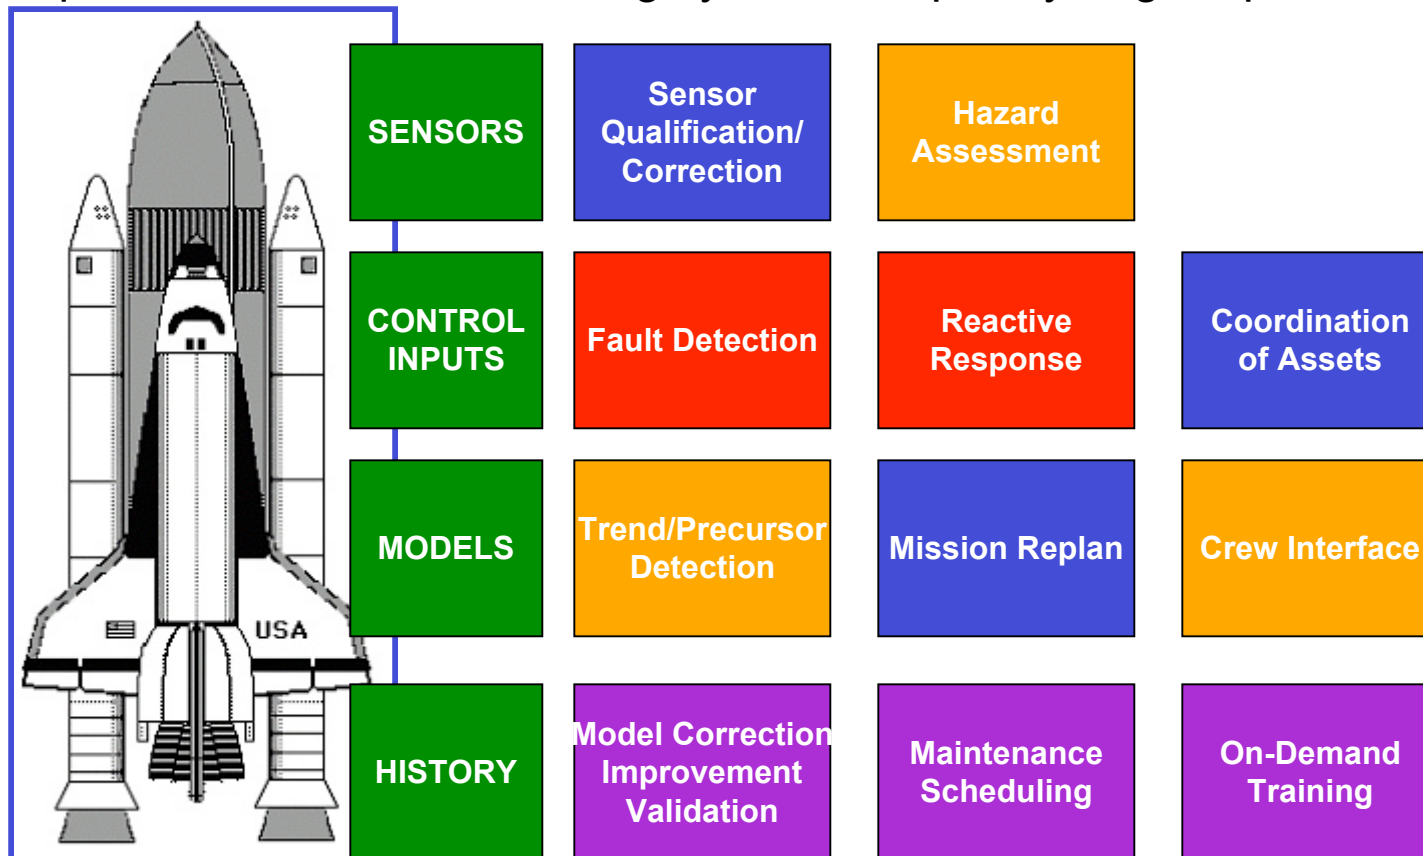 SENSORS
Sensor
Qualification/
Correction
Hazard
Assessment
CONTROL
INPUTS
Fault Detection
Reactive
Response
Coordination
of Assets
MODELS
Trend/Precursor
Detection
Mission Replan
Crew Interface
USA
HISTORY
Model Correction
Improvement
Validation
Maintenance
Scheduling
On-Demand
Training